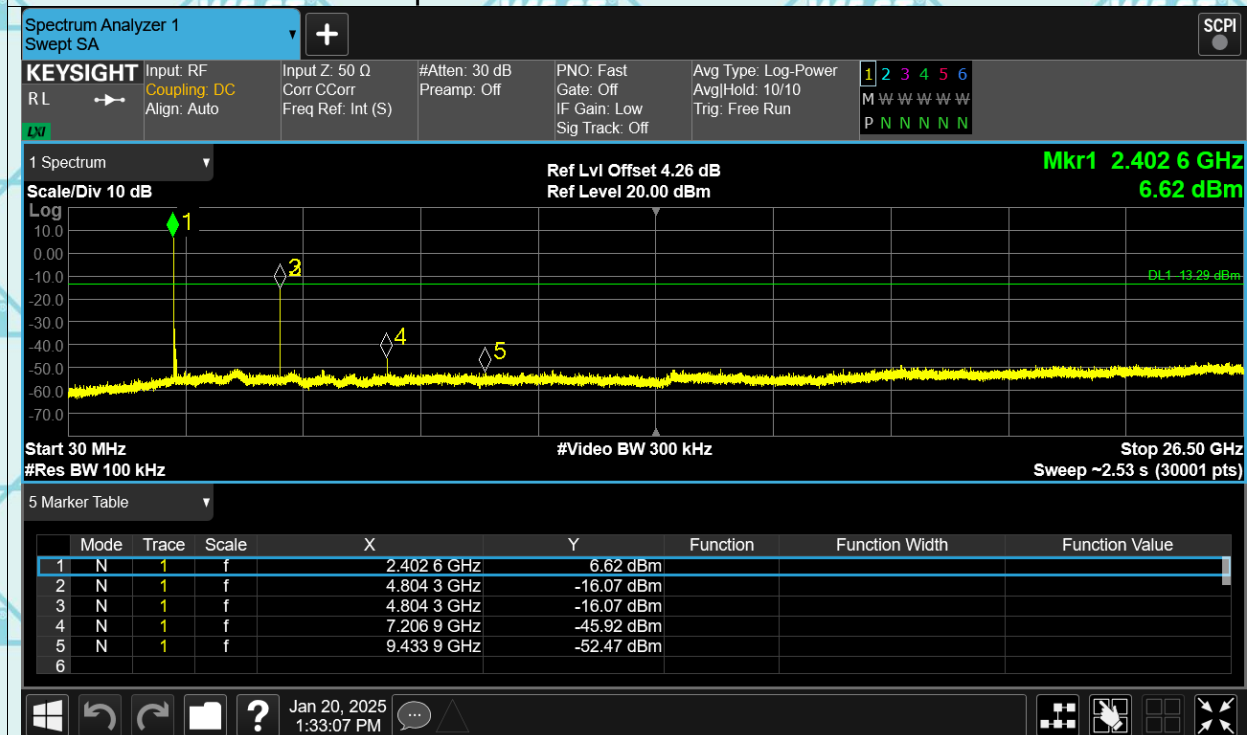 Spectrum Analyzer 1
Swept SA
+
SCPI
KEYSIGHT
RL
LXI
Input: RF
Coupling: DC
Align: Auto
Input Z: 50 Ω
Corr CCorr
Freq Ref: Int (S)
#Atten: 30 dB
Preamp: Off
PNO: Fast
Gate: Off
IF Gain: Low
Sig Track: Off
Avg Type: Log-Power
Avg|Hold: 10/10
Trig: Free Run
1 2 3 4 5 6
M W W W W W
P N N N N N
1 Spectrum
Scale/Div 10 dB
Ref Lvl Offset 4.26 dB
Ref Level 20.00 dBm
Mkr1 2.402 6 GHz
6.62 dBm
Log
10.0
0.00
-10.0
-20.0
-30.0
-40.0
-50.0
-60.0
-70.0
1
3
4
5
DL1 -13.29 dBm
Start 30 MHz
#Video BW 300 kHz
Stop 26.50 GHz
#Res BW 100 kHz
Sweep ~2.53 s (30001 pts)
5 Marker Table
Mode Trace Scale X Y Function Function Width Function Value
1 N 1 f 2.402 6 GHz 6.62 dBm
2 N 1 f 4.804 3 GHz -16.07 dBm
3 N 1 f 4.804 3 GHz -16.07 dBm
4 N 1 f 7.206 9 GHz -45.92 dBm
5 N 1 f 9.433 9 GHz -52.47 dBm
6
?
Jan 20, 2025
1:33:07 PM